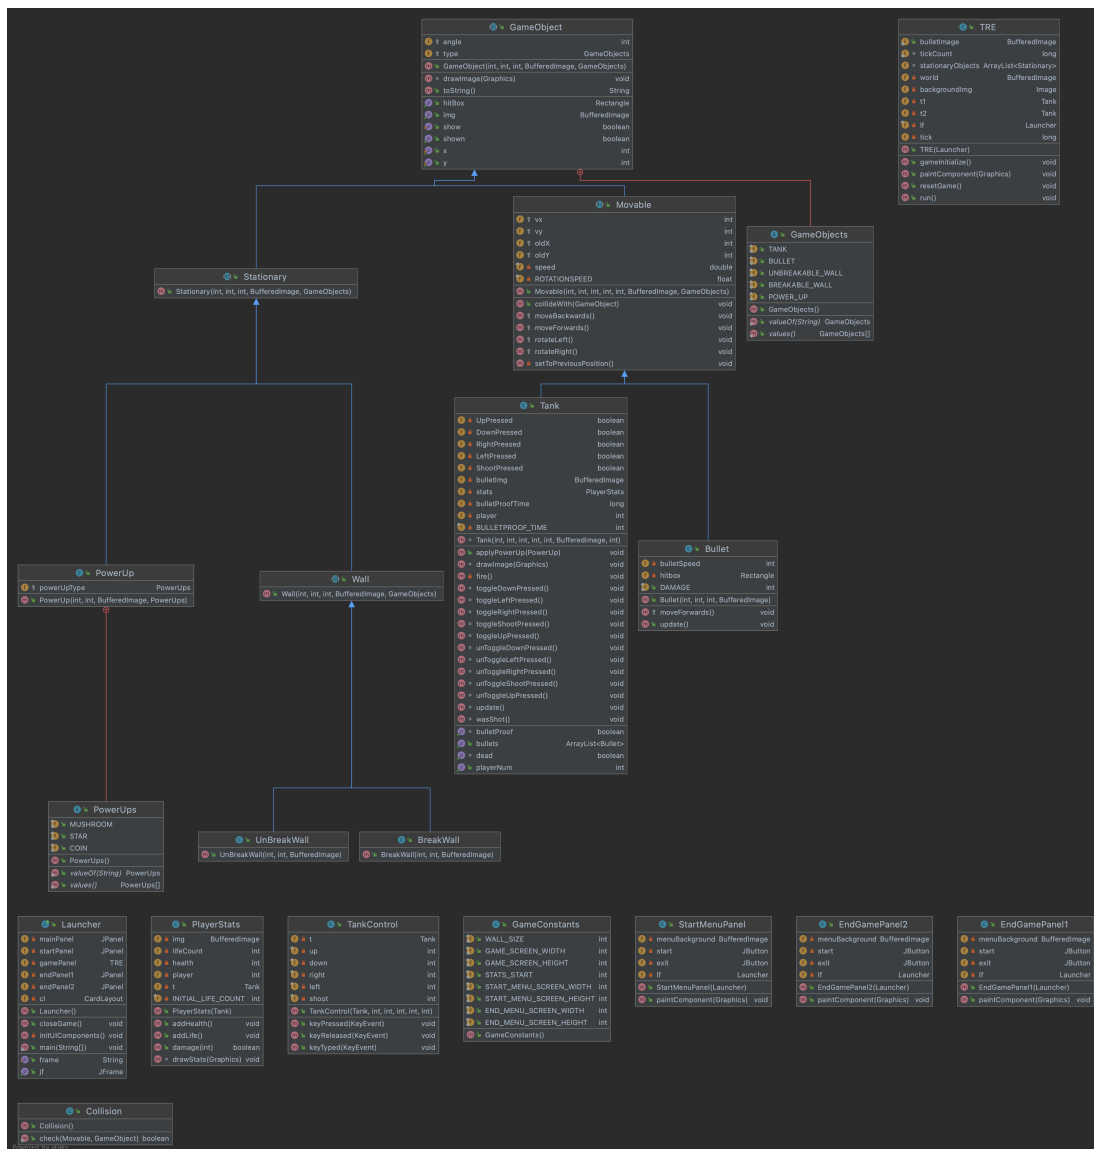 GameObject
angle int
type GameObjects
GameObject(int, int, int, BufferedImage, GameObjects)
drawImage(Graphics) void
toString() String
hitBox Rectangle
img BufferedImage
show boolean
shown boolean
x int
y int
TRE
bulletImage BufferedImage
tickCount long
stationaryObjects ArrayList<Stationary>
world BufferedImage
backgroundImg Image
t1 Tank
t2 Tank
lf Launcher
tick long
TRE(Launcher)
gameInitialize() void
paintComponent(Graphics) void
resetGame() void
run() void
Movable
vx int
vy int
oldX int
oldY int
speed double
ROTATIONSPEED float
Movable(int, int, int, int, int, BufferedImage, GameObjects)
collideWith(GameObject) void
moveBackwards() void
moveForwards() void
rotateLeft() void
rotateRight() void
setToPreviousPosition() void
GameObjects
TANK
BULLET
UNBREAKABLE_WALL
BREAKABLE_WALL
POWER_UP
GameObjects()
valueOf(String) GameObjects
values() GameObjects[]
Stationary
Stationary(int, int, int, BufferedImage, GameObjects)
Tank
UpPressed boolean
DownPressed boolean
RightPressed boolean
LeftPressed boolean
ShootPressed boolean
bulletImg BufferedImage
stats PlayerStats
bulletProofTime long
player int
BULLETPROOF_TIME int
Tank(int, int, int, int, int, BufferedImage, int)
applyPowerUp(PowerUp) void
drawImage(Graphics) void
fire() void
toggleDownPressed() void
toggleLeftPressed() void
toggleRightPressed() void
toggleShootPressed() void
toggleUpPressed() void
unToggleDownPressed() void
unToggleLeftPressed() void
unToggleRightPressed() void
unToggleShootPressed() void
unToggleUpPressed() void
update() void
wasShot() void
bulletProof boolean
bullets ArrayList<Bullet>
dead boolean
playerNum int
Bullet
bulletSpeed int
hitbox Rectangle
DAMAGE int
Bullet(int, int, int, BufferedImage)
moveForwards() void
update() void
PowerUp
powerUpType PowerUps
PowerUp(int, int, BufferedImage, PowerUps)
Wall
Wall(int, int, int, BufferedImage, GameObjects)
PowerUps
MUSHROOM
STAR
COIN
PowerUps()
valueOf(String) PowerUps
values() PowerUps[]
UnBreakWall
UnBreakWall(int, int, BufferedImage)
BreakWall
BreakWall(int, int, BufferedImage)
Launcher
mainPanel JPanel
startPanel JPanel
gamePanel TRE
endPanel1 JPanel
endPanel2 JPanel
cl CardLayout
Launcher()
closeGame() void
initUIComponents() void
main(String[]) void
frame String
jf JFrame
PlayerStats
img BufferedImage
lifeCount int
health int
player int
t Tank
INITIAL_LIFE_COUNT int
PlayerStats(Tank)
addHealth() void
addLife() void
damage(int) boolean
drawStats(Graphics) void
TankControl
t Tank
up int
down int
right int
left int
shoot int
TankControl(Tank, int, int, int, int, int)
keyPressed(KeyEvent) void
keyReleased(KeyEvent) void
keyTyped(KeyEvent) void
GameConstants
WALL_SIZE int
GAME_SCREEN_WIDTH int
GAME_SCREEN_HEIGHT int
STATS_START int
START_MENU_SCREEN_WIDTH int
START_MENU_SCREEN_HEIGHT int
END_MENU_SCREEN_WIDTH int
END_MENU_SCREEN_HEIGHT int
GameConstants()
StartMenuPanel
menuBackground BufferedImage
start JButton
exit JButton
lf Launcher
StartMenuPanel(Launcher)
paintComponent(Graphics) void
EndGamePanel2
menuBackground BufferedImage
start JButton
exit JButton
lf Launcher
EndGamePanel2(Launcher)
paintComponent(Graphics) void
EndGamePanel1
menuBackground BufferedImage
start JButton
exit JButton
lf Launcher
EndGamePanel1(Launcher)
paintComponent(Graphics) void
Collision
Collision()
check(Movable, GameObject) boolean
Powered by yFiles